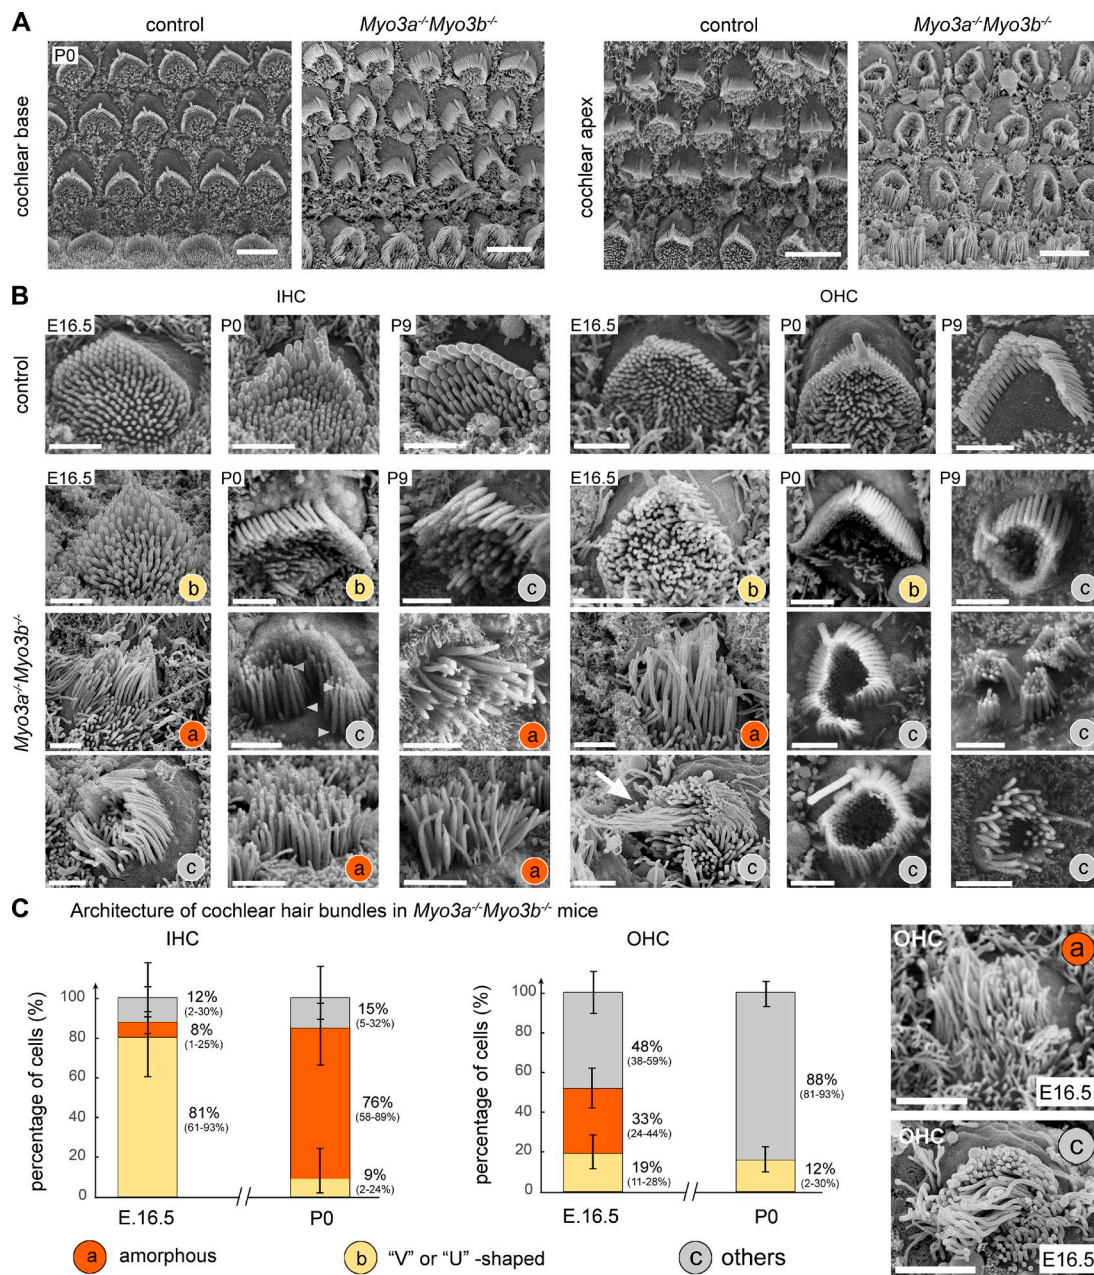 A
control
Myo3a-/-Myo3b-/-
control
Myo3a-/-Myo3b-/-
P0
cochlear base
cochlear apex
B
IHC
OHC
control
E16.5
P0
P9
E16.5
P0
P9
Myo3a-/-Myo3b-/-
E16.5
P0
P9
E16.5
P0
P9
b
b
c
b
b
c
a
c
a
a
c
c
c
a
a
c
c
c
C
Architecture of cochlear hair bundles in Myo3a-/-Myo3b-/- mice
IHC
percentage of cells (%)
100
80
60
40
20
0
12%
(2-30%)
8%
(1-25%)
81%
(61-93%)
15%
(5-32%)
76%
(58-89%)
9%
(2-24%)
E.16.5
P0
OHC
percentage of cells (%)
100
80
60
40
20
0
48%
(38-59%)
33%
(24-44%)
19%
(11-28%)
88%
(81-93%)
12%
(2-30%)
E.16.5
P0
OHC
a
E16.5
OHC
c
E16.5
a amorphous
b "V" or "U" -shaped
c others